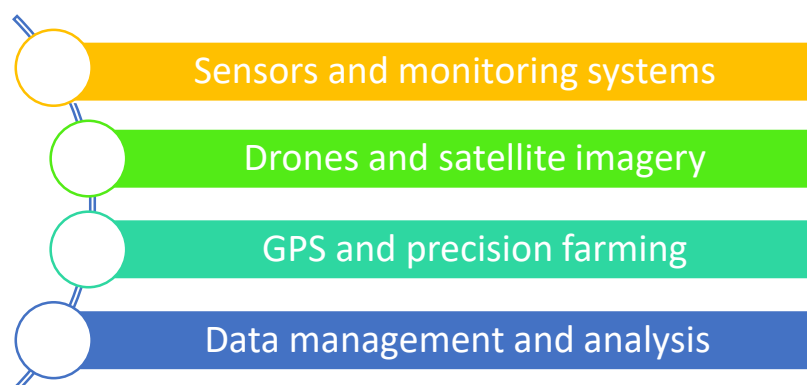 Sensors and monitoring systems
Drones and satellite imagery
GPS and precision farming
Data management and analysis